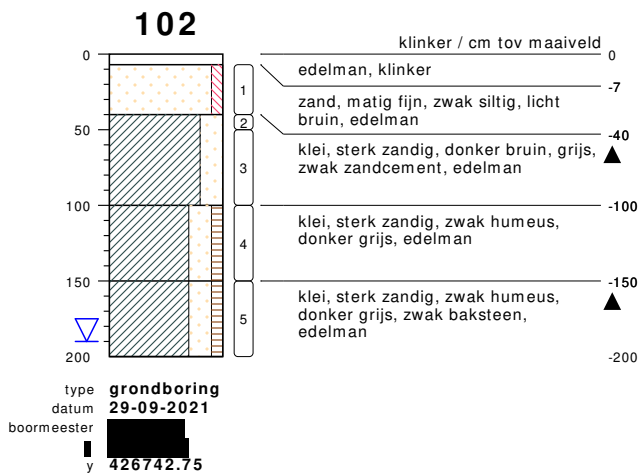 102
klinker / cm tov maaiveld
0
0
edelman, klinker
-7
1
zand, matig fijn, zwak siltig, licht
bruin, edelman
2
-40
50
klei, sterk zandig, donker bruin, grijs,
zwak zandcement, edelman
3
100
-100
klei, sterk zandig, zwak humeus,
donker grijs, edelman
4
150
-150
klei, sterk zandig, zwak humeus,
donker grijs, zwak baksteen,
edelman
5
200
-200
type grondboring
datum 29-09-2021
boormeester
y 426742.75